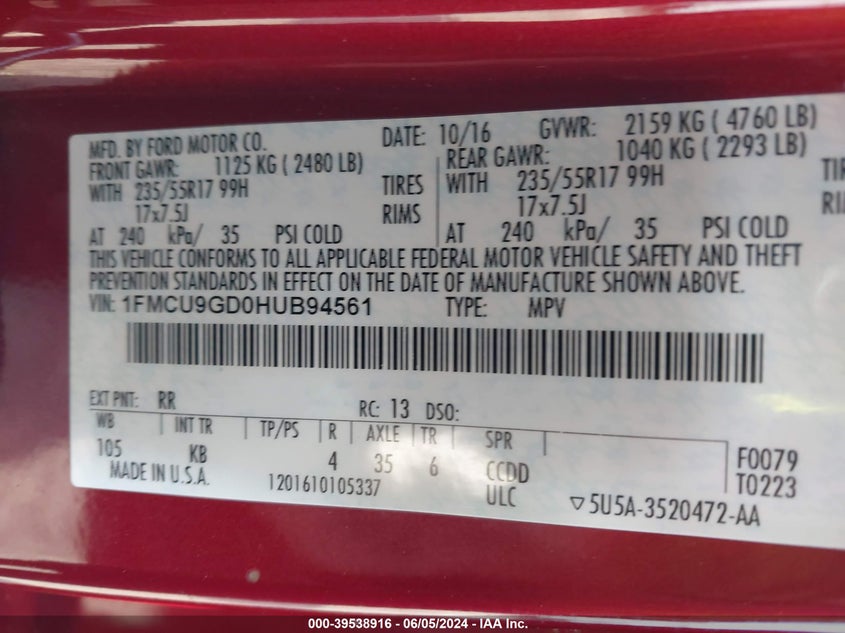 MFD. BY FORD MOTOR CO. DATE: 10/16 GVWR: 2159 KG ( 4760 LB)
FRONT GAWR: 1125 KG ( 2480 LB) REAR GAWR: 1040 KG ( 2293 LB)
WITH 235/55R17 99H TIRES WITH 235/55R17 99H
17x7.5J RIMS 17x7.5J
AT 240 kPa/ 35 PSI COLD AT 240 kPa/ 35 PSI COLD
THIS VEHICLE CONFORMS TO ALL APPLICABLE FEDERAL MOTOR VEHICLE SAFETY AND THEFT
PREVENTION STANDARDS IN EFFECT ON THE DATE OF MANUFACTURE SHOWN ABOVE.
VIN: 1FMCU9GD0HUB94561 TYPE: MPV
EXT PNT: RR RC: 13 DSO:
WB INT TR TP/PS R AXLE TR SPR
105 KB 4 35 6 CCDD F0079
MADE IN U.S.A. 1201610105337 ULC T0223
▽5U5A-3520472-AA
000-39538916 - 06/05/2024 - IAA Inc.